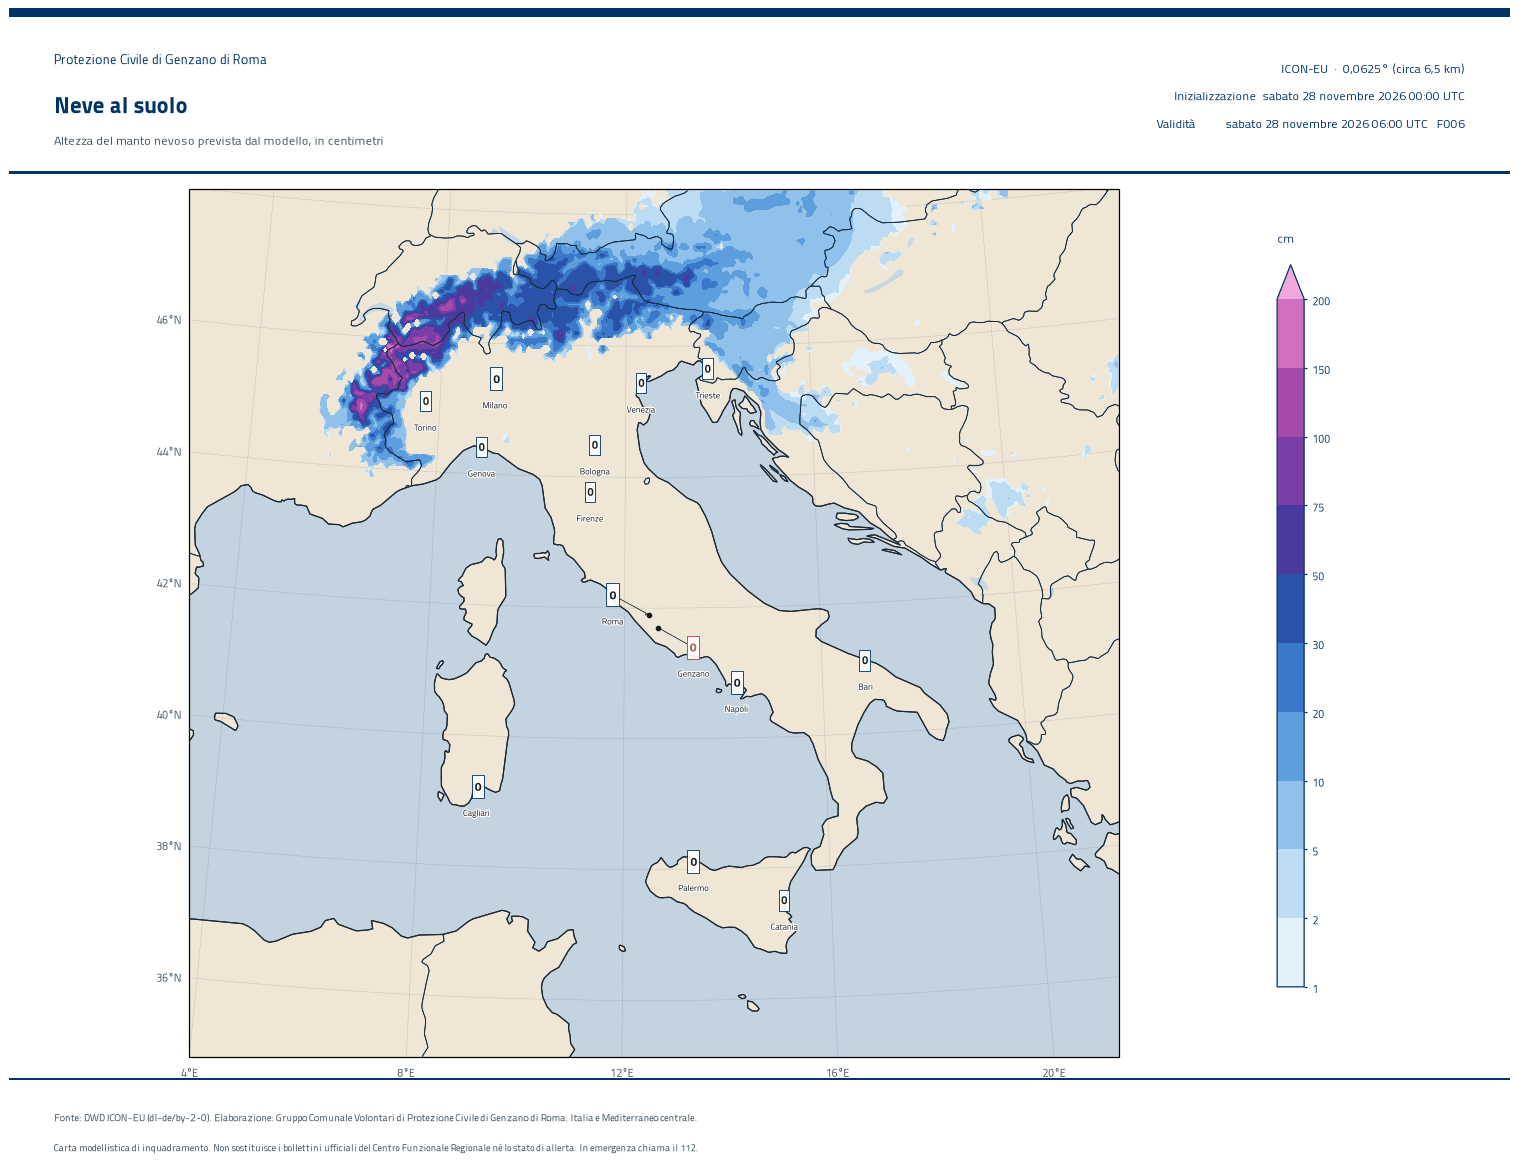 Protezione Civile di Genzano di Roma
Neve al suolo
Altezza del manto nevoso prevista dal modello, in centimetri
ICON-EU · 0,0625° (circa 6,5 km)
Inizializzazione sabato 28 novembre 2026 00:00 UTC
Validità sabato 28 novembre 2026 06:00 UTC F006
cm
200
150
100
75
50
30
20
10
5
2
1
46°N
44°N
42°N
40°N
38°N
36°N
4°E
8°E
12°E
16°E
20°E
0
Trieste
0
Milano
0
Venezia
0
Torino
0
Genova
0
Bologna
0
Firenze
0
Roma
0
Genzano
0
Bari
0
Napoli
0
Cagliari
0
Palermo
0
Catania
Fonte: DWD ICON-EU (dl-de/by-2-0). Elaborazione: Gruppo Comunale Volontari di Protezione Civile di Genzano di Roma. Italia e Mediterraneo centrale.
Carta modellistica di inquadramento. Non sostituisce i bollettini ufficiali del Centro Funzionale Regionale né lo stato di allerta. In emergenza chiama il 112.